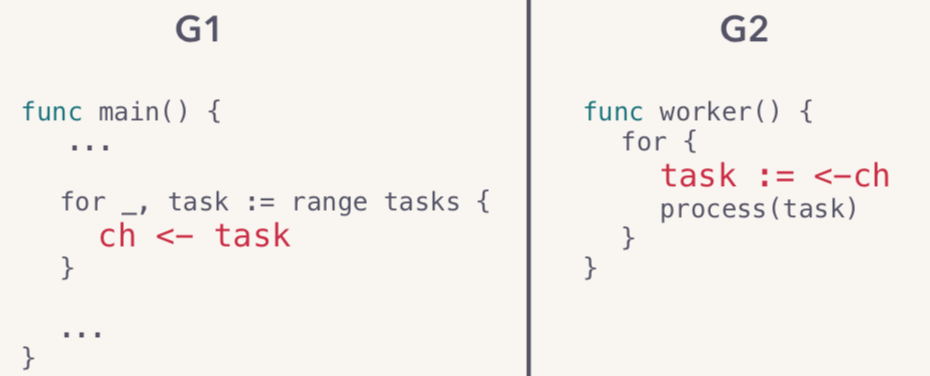 G1
func main() {
...
for _, task := range tasks {
ch <- task
}
...
}
G2
func worker() {
for {
task := <-ch
process(task)
}
}